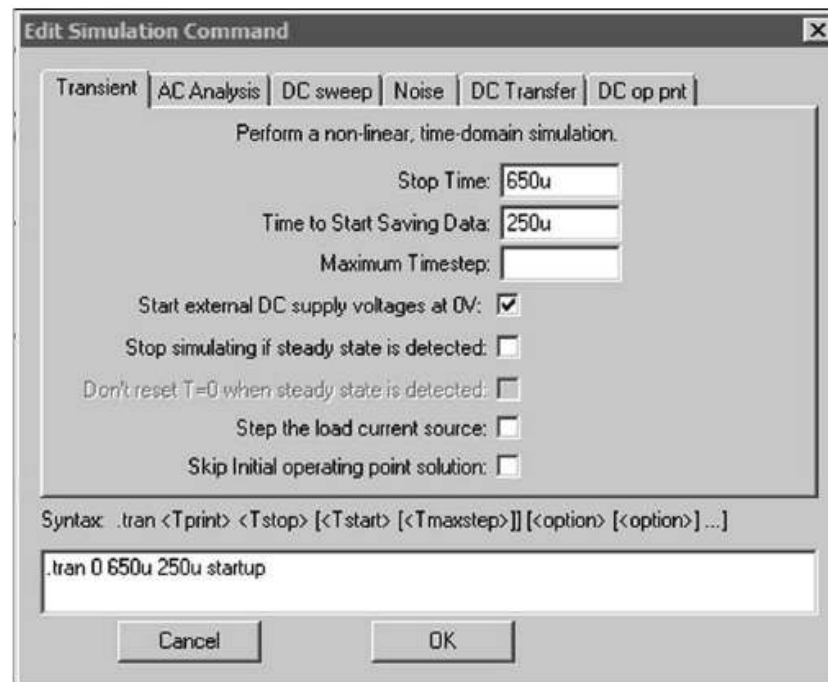 Edit Simulation Command
Transient AC Analysis DC sweep Noise DC Transfer DC op pnt
Perform a non-linear, time-domain simulation.
Stop Time: 650u
Time to Start Saving Data: 250u
Maximum Timestep:
Start external DC supply voltages at 0V:
Stop simulating if steady state is detected:
Don't reset T=0 when steady state is detected:
Step the load current source:
Skip Initial operating point solution:
Syntax: .tran <Tprint> <Tstop> [<Tstart> [<Tmaxstep>]] [<option> [<option>] ...]
.tran 0 650u 250u startup
Cancel OK